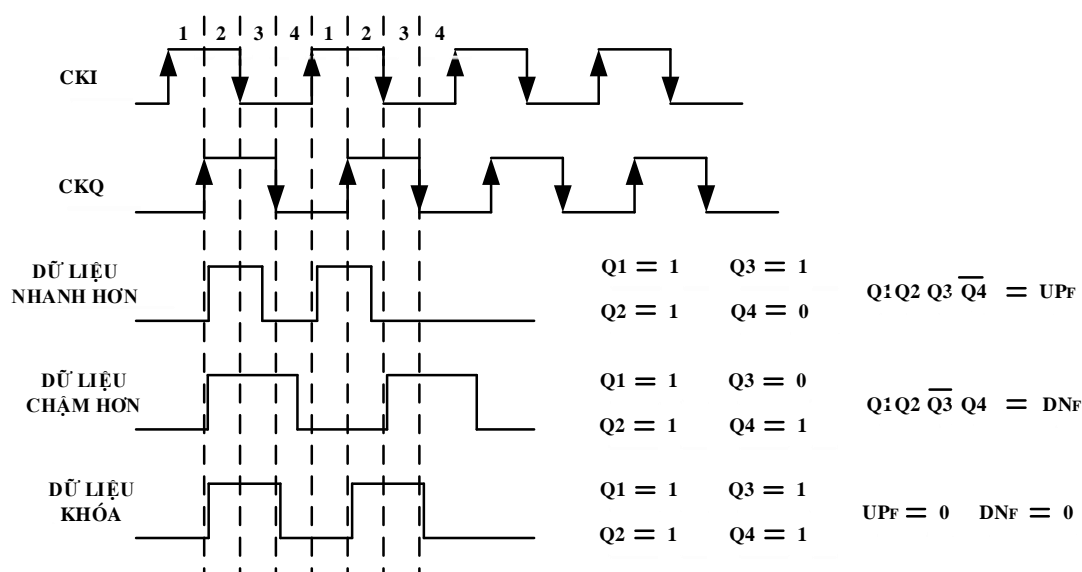 1 2 3 4 1 2 3 4
CKI
CKQ
DỮ LIỆU
NHANH HƠN
Q1 = 1 Q3 = 1
Q2 = 1 Q4 = 0
Q1Q2 Q3 Q̅4̅ = UPF
DỮ LIỆU
CHẬM HƠN
Q1 = 1 Q3 = 0
Q2 = 1 Q4 = 1
Q1Q2 Q̅3̅ Q4 = DNF
DỮ LIỆU
KHÓA
Q1 = 1 Q3 = 1
Q2 = 1 Q4 = 1
UPF = 0 DNF = 0